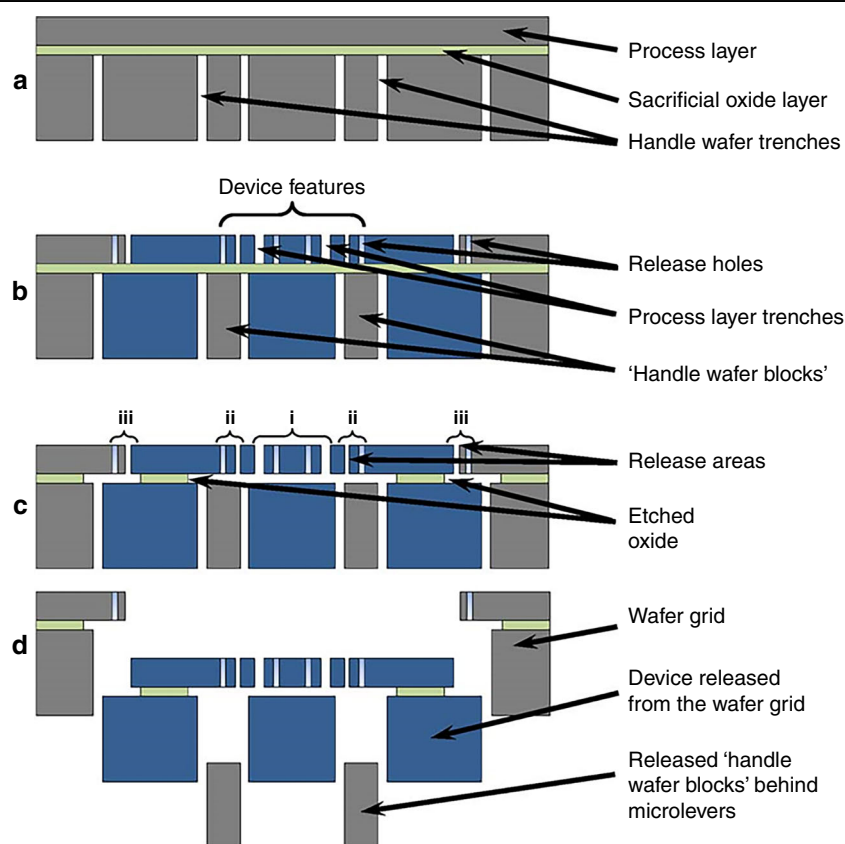 a
Process layer
Sacrificial oxide layer
Handle wafer trenches
Device features
b
Release holes
Process layer trenches
‘Handle wafer blocks’
iii ii i ii iii
c
Release areas
Etched
oxide
d
Wafer grid
Device released
from the wafer grid
Released ‘handle
wafer blocks’ behind
microlevers